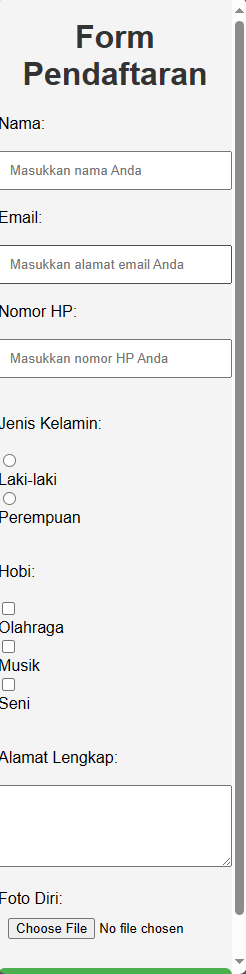 Form
Pendaftaran
Nama:
Masukkan nama Anda
Email:
Masukkan alamat email Anda
Nomor HP:
Masukkan nomor HP Anda
Jenis Kelamin:
Laki-laki
Perempuan
Hobi:
Olahraga
Musik
Seni
Alamat Lengkap:
Foto Diri:
Choose File No file chosen